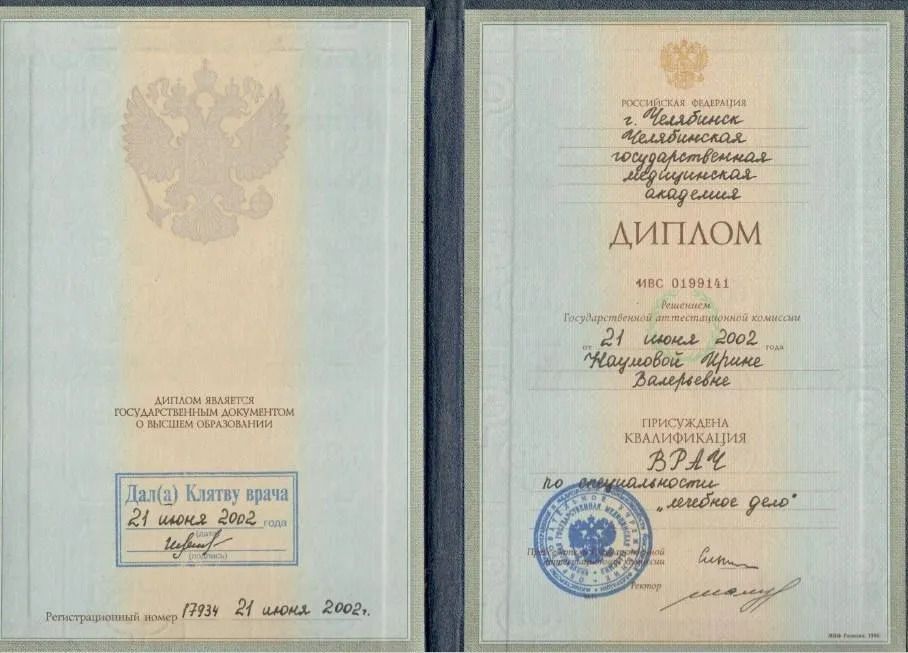 ДИПЛОМ ЯВЛЯЕТСЯ
ГОСУДАРСТВЕННЫМ ДОКУМЕНТОМ
О ВЫСШЕМ ОБРАЗОВАНИИ
Дал(а) Клятву врача
21 июня 2002 года
(дата)
(подпись)
Регистрационный номер 17934 21 июня 2002г.
РОССИЙСКАЯ ФЕДЕРАЦИЯ
г. Челябинск
Челябинская
государственная
медицинская
академия
ДИПЛОМ
ИВС 0199141
Решением
Государственной аттестационной комиссии
от 21 июня 2002 года
Наумовой Ирине
Валерьевне
ПРИСУЖДЕНА
КВАЛИФИКАЦИЯ
ВРАЧ
по специальности
„лечебное дело"
Ректор